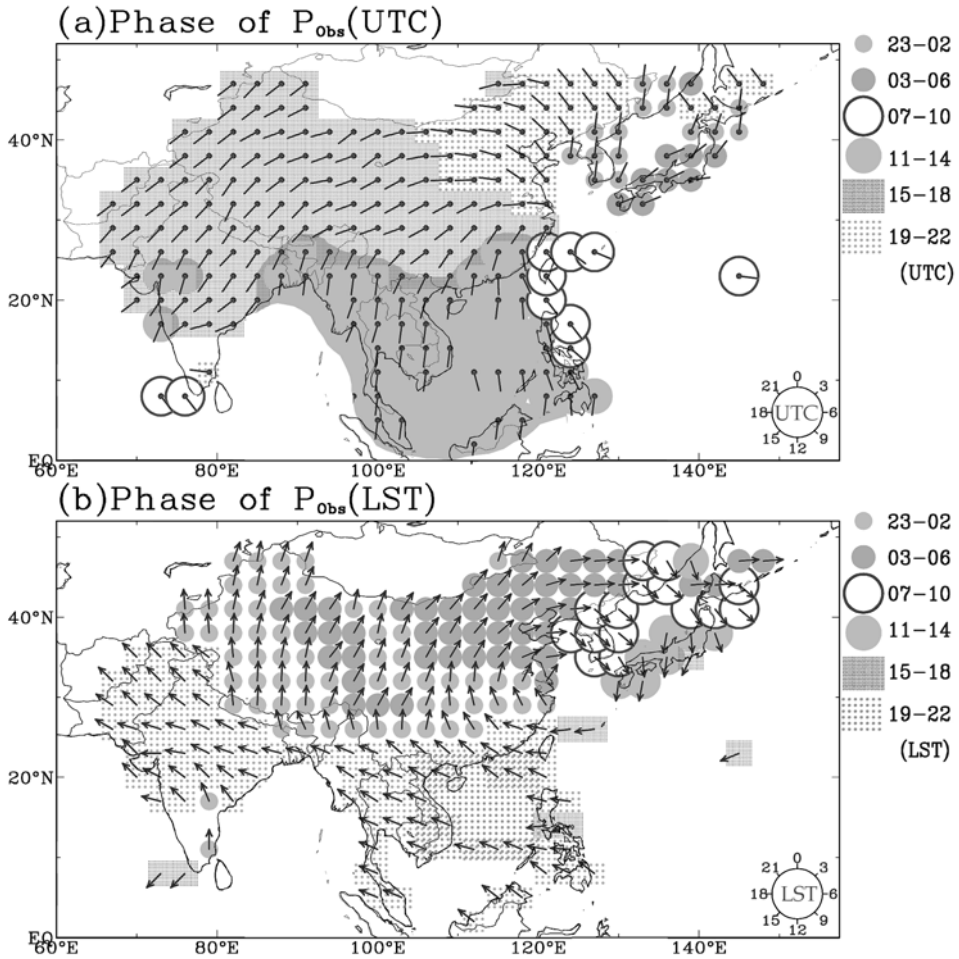 (a)Phase of PObs(UTC)
23-02
03-06
07-10
11-14
15-18
19-22
(UTC)
40°N
20°N
EQ
60°E 80°E 100°E 120°E 140°E
0
21 3
18 UTC 6
15 9
12
(b)Phase of PObs(LST)
23-02
03-06
07-10
11-14
15-18
19-22
(LST)
40°N
20°N
EQ
60°E 80°E 100°E 120°E 140°E
0
21 3
18 LST 6
15 9
12